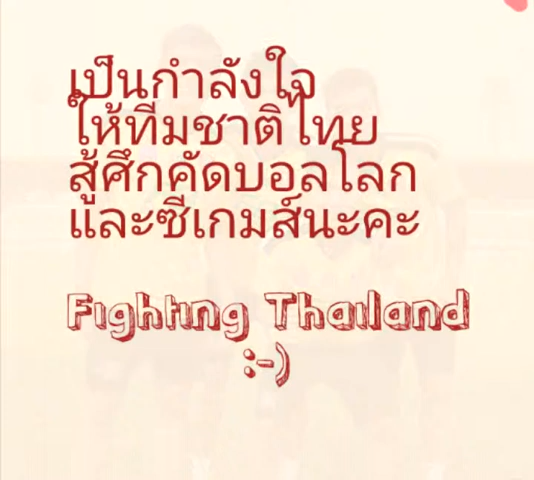 เป็นกำลังใจ
ให้ทีมชาติไทย
สู้ศึกคัดบอลโลก
และซีเกมส์นะคะ
Fighting Thailand
:-)